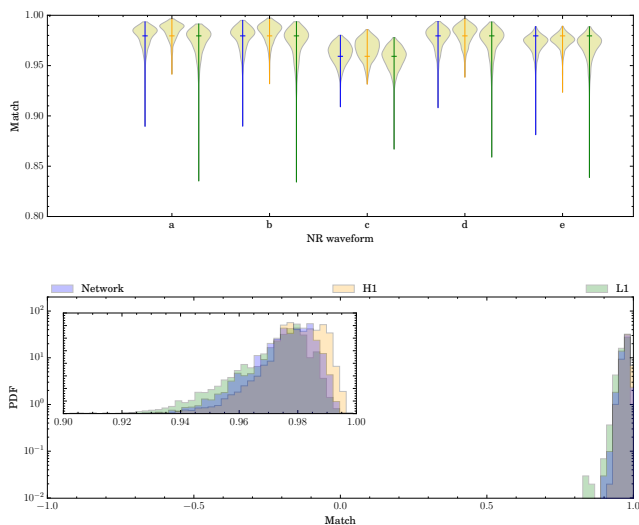 1.00
0.95
Match
0.90
0.85
0.80
a b c d e
NR waveform
Network H1 L1
10²
10¹
PDF
10⁰
10⁻¹
10⁻²
0.90 0.92 0.94 0.96 0.98 1.00
−1.0 −0.5 0.0 0.5 1.0
Match